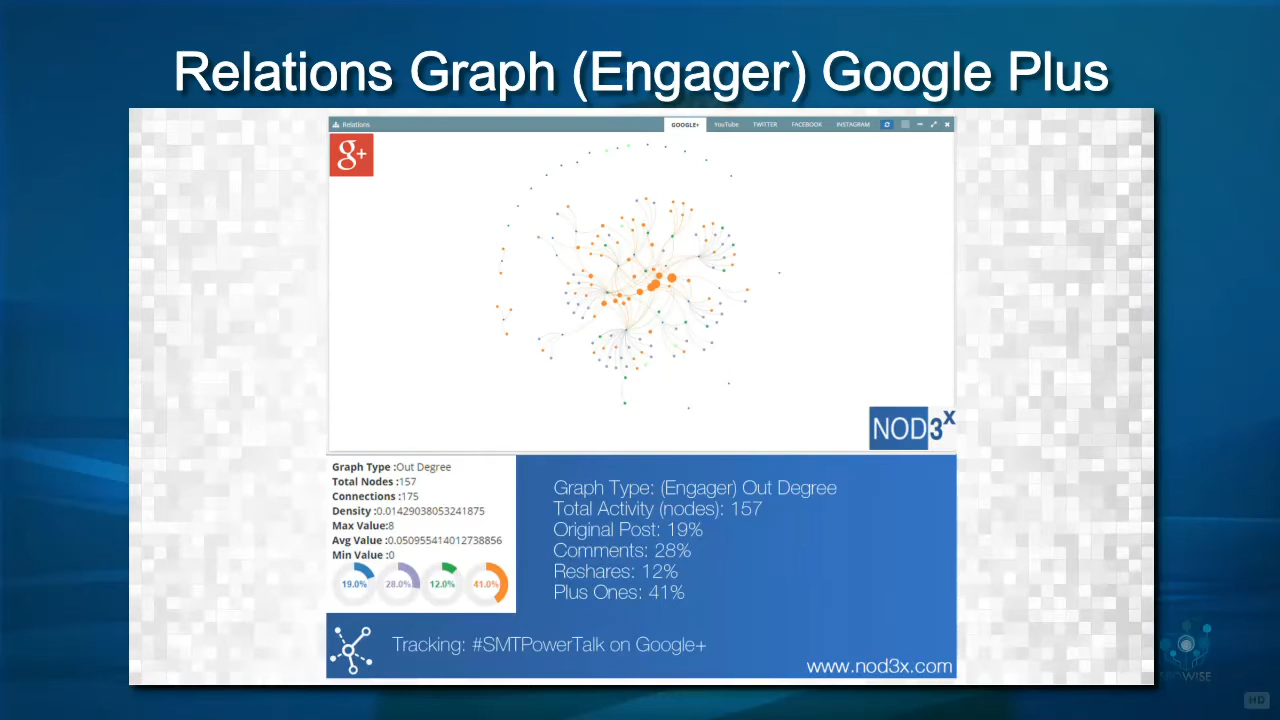 Relations Graph (Engager) Google Plus
Relations
GOOGLE+ YouTube TWITTER FACEBOOK INSTAGRAM
g+
NOD3x
Graph Type :Out Degree
Total Nodes :157
Connections :175
Density :0.01429038053241875
Max Value:8
Avg Value :0.050955414012738856
Min Value :0
19.0% 28.0% 12.0% 41.0%
Graph Type: (Engager) Out Degree
Total Activity (nodes): 157
Original Post: 19%
Comments: 28%
Reshares: 12%
Plus Ones: 41%
Tracking: #SMTPowerTalk on Google+
www.nod3x.com
HD